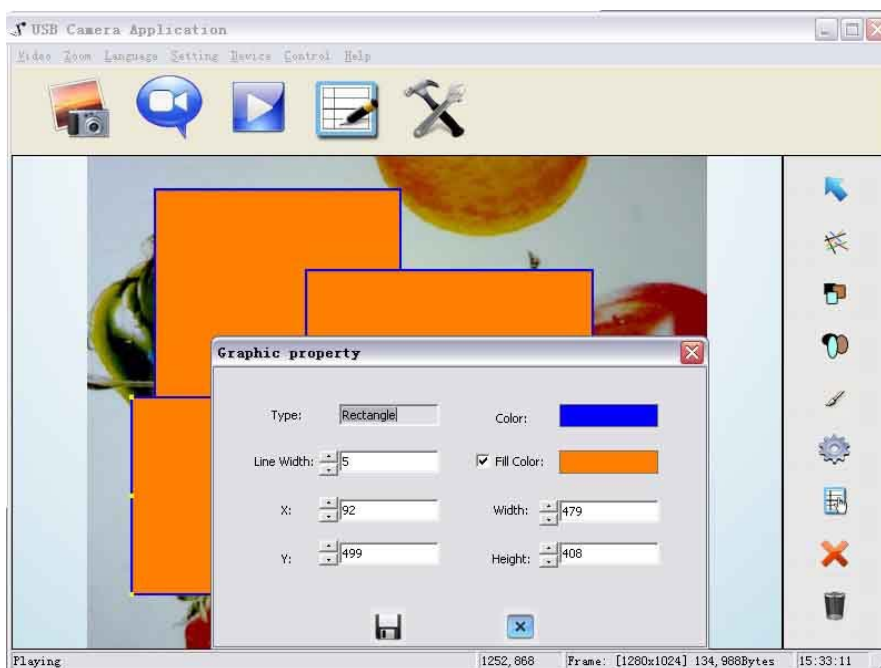 USB Camera Application
Video Zoom Language Setting Device Control Help
Graphic property
Type: Rectangle Color:
Line Width: 5 Fill Color:
X: 92 Width: 479
Y: 499 Height: 408
Playing 1252,868 Frame: [1280x1024] 134,988Bytes 15:33:11